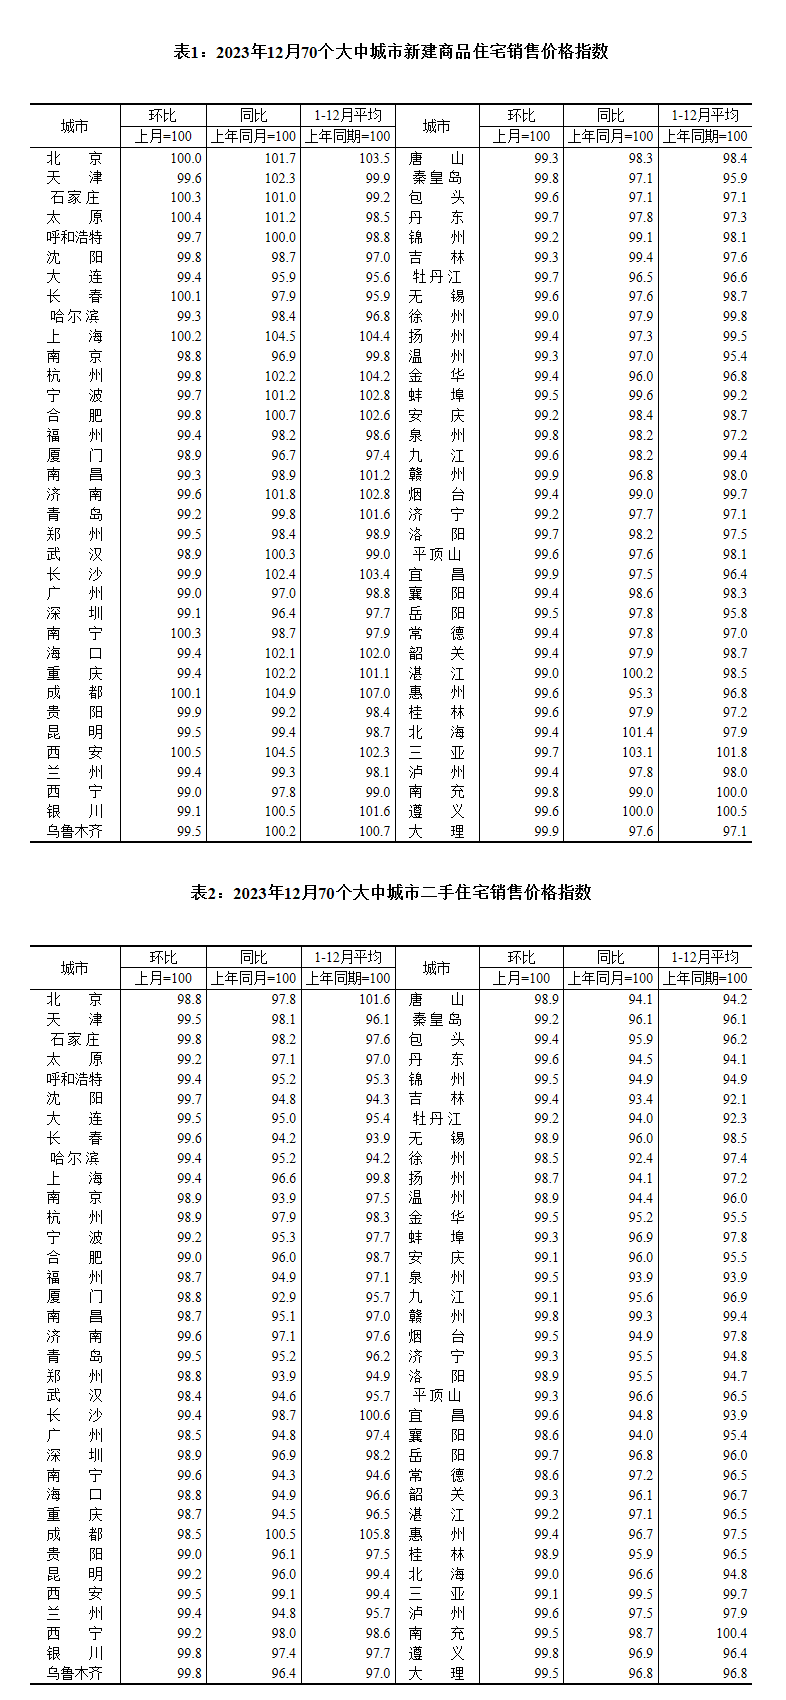 表1：2023年12月70个大中城市新建商品住宅销售价格指数
城市 环比 同比 1-12月平均 城市 环比 同比 1-12月平均
上月=100 上年同月=100 上年同期=100 上月=100 上年同月=100 上年同期=100
北京 100.0 101.7 103.5 唐山 99.3 98.3 98.4
天津 99.6 102.3 99.9 秦皇岛 99.8 97.1 95.9
石家庄 100.3 101.0 99.2 包头 99.6 97.1 97.1
太原 100.4 101.2 98.5 丹东 99.7 97.8 97.3
呼和浩特 99.7 100.0 98.8 锦州 99.2 99.1 98.1
沈阳 99.8 98.7 97.0 吉林 99.3 99.4 97.6
大连 99.4 95.9 95.6 牡丹江 99.7 96.5 96.6
长春 100.1 97.9 95.9 无锡 99.6 97.6 98.7
哈尔滨 99.3 98.4 96.8 徐州 99.0 97.9 99.8
上海 100.2 104.5 104.4 扬州 99.4 97.3 99.5
南京 98.8 96.9 99.8 温州 99.3 97.0 95.4
杭州 99.8 102.2 104.2 金华 99.4 96.0 96.8
宁波 99.7 101.2 102.8 蚌埠 99.5 99.6 99.2
合肥 99.8 100.7 102.6 安庆 99.2 98.4 98.7
福州 99.4 98.2 98.6 泉州 99.8 98.2 97.2
厦门 98.9 96.7 97.4 九江 99.6 98.2 99.4
南昌 99.3 98.9 101.2 赣州 99.9 96.8 98.0
济南 99.6 101.8 102.8 烟台 99.4 99.0 99.7
青岛 99.2 99.8 101.6 济宁 99.2 97.7 97.1
郑州 99.5 98.4 98.9 洛阳 99.7 98.2 97.5
武汉 98.9 100.3 99.0 平顶山 99.6 97.6 98.1
长沙 99.9 102.4 103.4 宜昌 99.9 97.5 96.4
广州 99.0 97.0 98.8 襄阳 99.4 98.6 98.3
深圳 99.1 96.4 97.7 岳阳 99.5 97.8 95.8
南宁 100.3 98.7 97.9 常德 99.4 97.8 97.0
海口 99.4 102.1 102.0 韶关 99.4 97.9 98.7
重庆 99.4 102.2 101.1 湛江 99.0 100.2 98.5
成都 100.1 104.9 107.0 惠州 99.6 95.3 96.8
贵阳 99.9 99.2 98.4 桂林 99.6 97.9 97.2
昆明 99.5 99.4 98.7 北海 99.4 101.4 97.9
西安 100.5 104.5 102.3 三亚 99.7 103.1 101.8
兰州 99.4 99.3 98.1 泸州 99.4 97.8 98.0
西宁 99.0 97.8 99.0 南充 99.8 99.0 100.0
银川 99.1 100.5 101.6 遵义 99.6 100.0 100.5
乌鲁木齐 99.5 100.2 100.7 大理 99.9 97.6 97.1
表2：2023年12月70个大中城市二手住宅销售价格指数
城市 环比 同比 1-12月平均 城市 环比 同比 1-12月平均
上月=100 上年同月=100 上年同期=100 上月=100 上年同月=100 上年同期=100
北京 98.8 97.8 101.6 唐山 98.9 94.1 94.2
天津 99.5 98.1 96.1 秦皇岛 99.2 96.1 96.1
石家庄 99.8 98.2 97.6 包头 99.4 95.9 96.2
太原 99.2 97.1 97.0 丹东 99.6 94.5 94.1
呼和浩特 99.4 95.2 95.3 锦州 99.5 94.9 94.9
沈阳 99.7 94.8 94.3 吉林 99.4 93.4 92.1
大连 99.5 95.0 95.4 牡丹江 99.2 94.0 92.3
长春 99.6 94.2 93.9 无锡 98.9 96.0 98.5
哈尔滨 99.4 95.2 94.2 徐州 98.5 92.4 97.4
上海 99.4 96.6 99.8 扬州 98.7 94.1 97.2
南京 98.9 93.9 97.5 温州 98.9 94.4 96.0
杭州 98.9 97.9 98.3 金华 99.5 95.2 95.5
宁波 99.2 95.3 97.7 蚌埠 99.3 96.9 97.8
合肥 99.0 96.0 98.7 安庆 99.1 96.0 95.5
福州 98.7 94.9 97.1 泉州 99.5 93.9 93.9
厦门 98.8 92.9 95.7 九江 99.1 95.6 96.9
南昌 98.7 95.1 97.0 赣州 99.8 99.3 99.4
济南 99.6 97.1 97.6 烟台 99.5 94.9 97.8
青岛 99.5 95.2 96.2 济宁 99.3 95.5 94.8
郑州 98.8 93.9 94.9 洛阳 98.9 95.5 94.7
武汉 98.4 94.6 95.7 平顶山 99.3 96.6 96.5
长沙 99.4 98.7 100.6 宜昌 99.6 94.8 93.9
广州 98.5 94.8 97.4 襄阳 98.6 94.0 95.4
深圳 98.9 96.9 98.2 岳阳 99.7 96.8 96.0
南宁 99.6 94.3 94.6 常德 98.6 97.2 96.5
海口 98.8 94.9 96.6 韶关 99.3 96.1 96.7
重庆 98.7 94.5 96.5 湛江 99.2 97.1 96.5
成都 98.5 100.5 105.8 惠州 99.4 96.7 97.5
贵阳 99.0 96.1 97.5 桂林 98.9 95.9 96.5
昆明 99.2 96.0 99.4 北海 99.0 96.6 94.8
西安 99.5 99.1 99.4 三亚 99.1 99.5 99.7
兰州 99.4 94.8 95.7 泸州 99.6 97.5 97.9
西宁 99.2 98.0 98.6 南充 99.5 98.7 100.4
银川 99.8 97.4 97.7 遵义 99.8 96.9 96.4
乌鲁木齐 99.8 96.4 97.0 大理 99.5 96.8 96.8